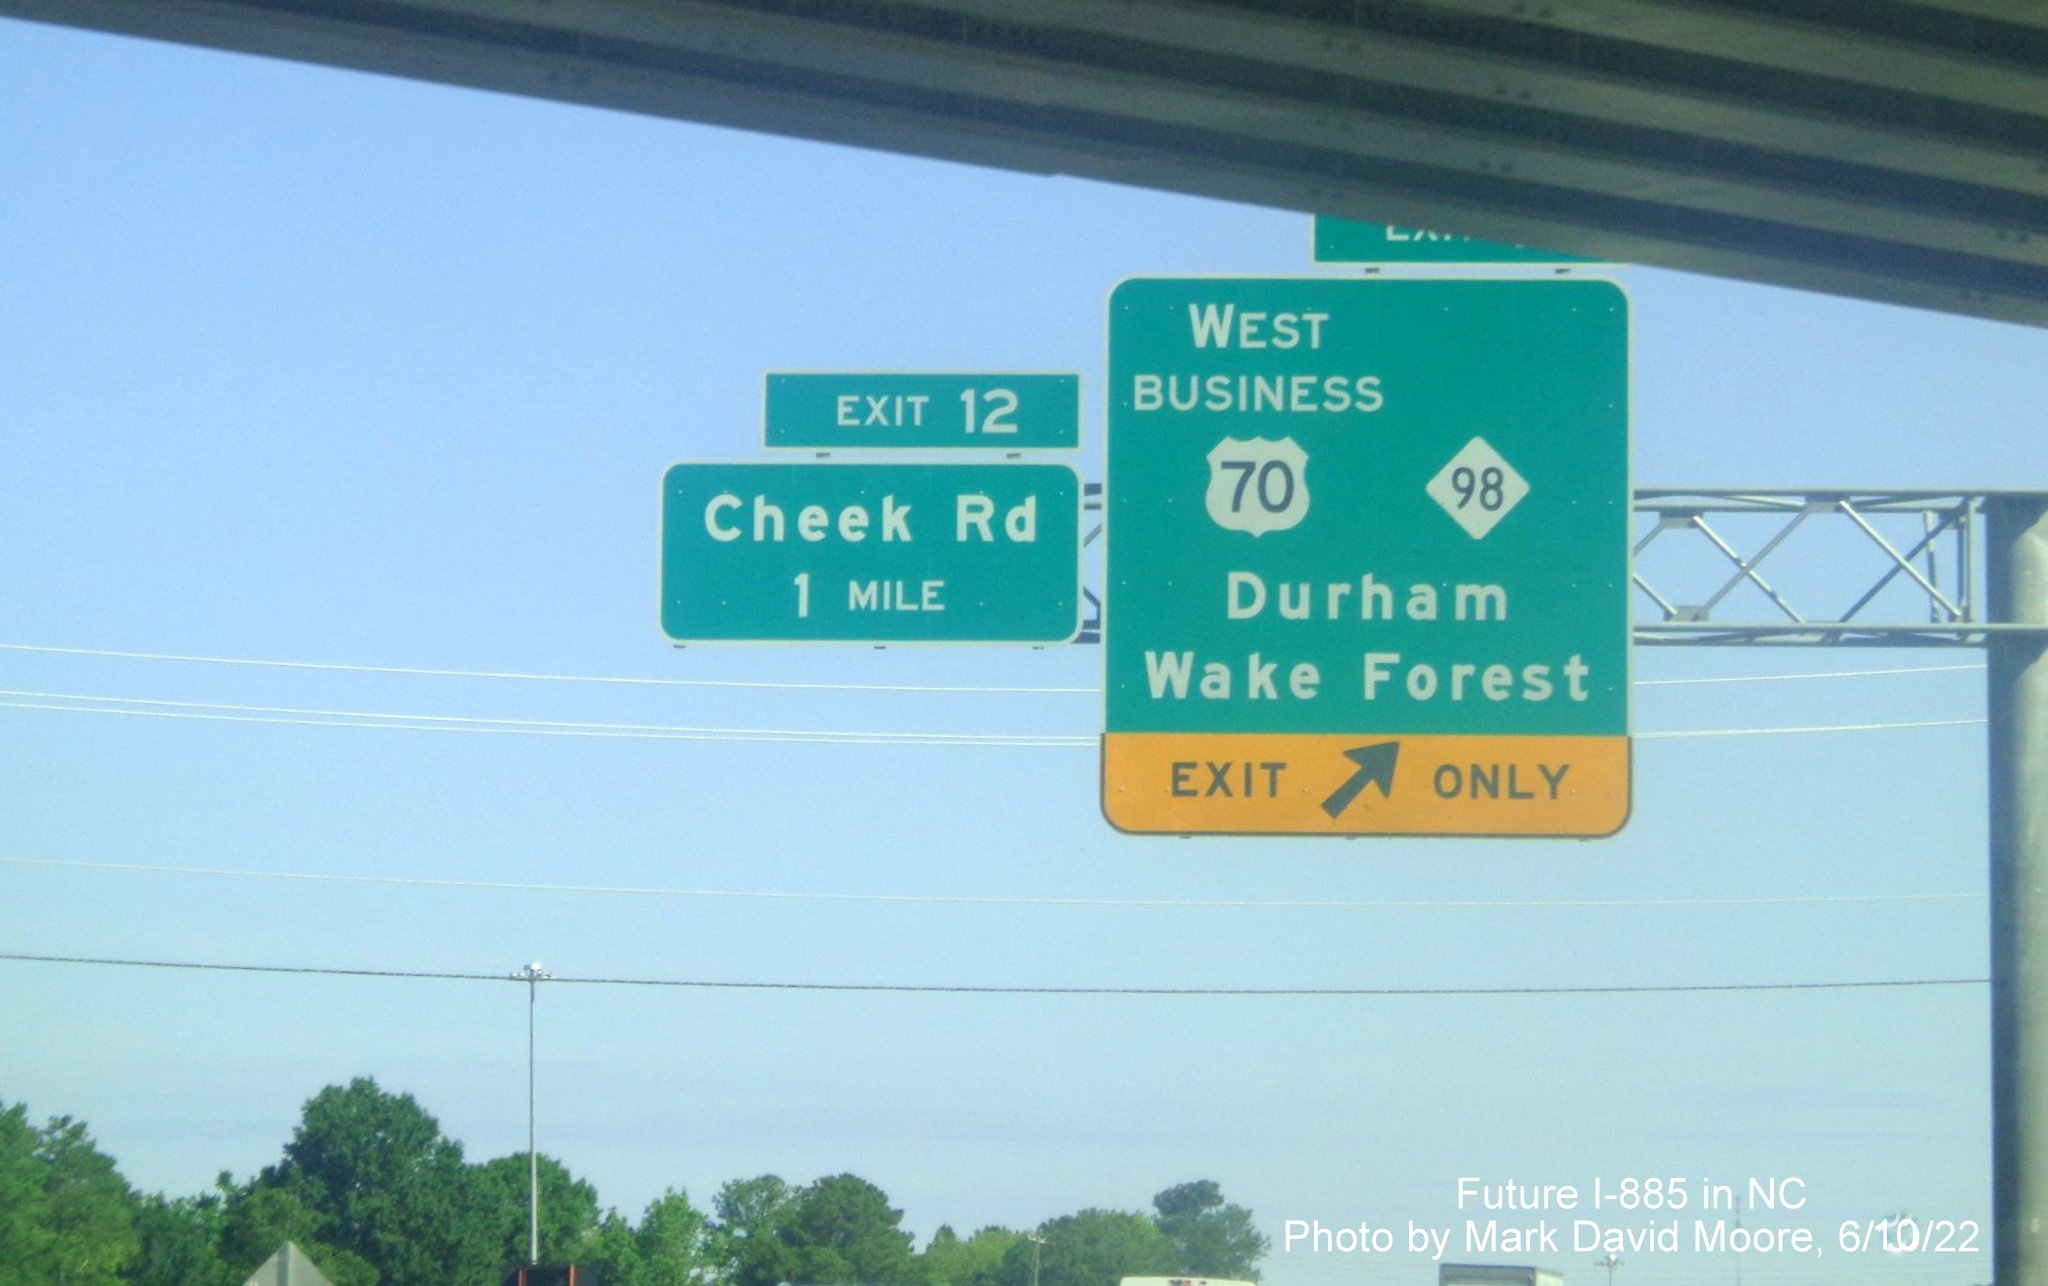 EXIT 12
Cheek Rd
1 MILE
EXIT
WEST
BUSINESS
70 98
Durham
Wake Forest
EXIT ONLY
Future I-885 in NC
Photo by Mark David Moore, 6/10/22